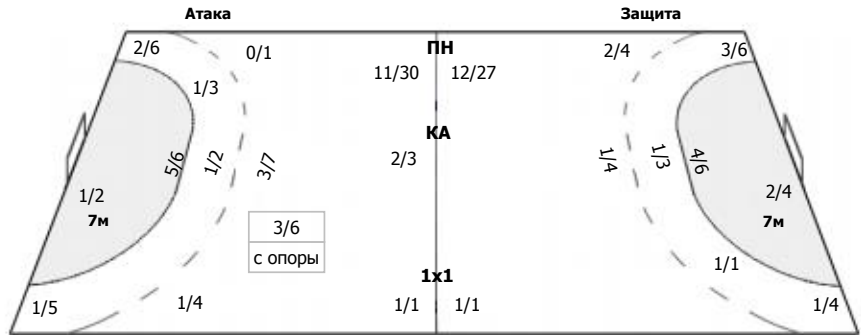 Атака
Защита
2/6
0/1
ПН
2/4
3/6
11/30
12/27
1/3
КА
5/6
1/2
3/7
2/3
1/4
1/3
4/6
1/2
7м
2/4
7м
3/6
с опоры
1/1
1x1
1/5
1/4
1/1
1/1
1/4